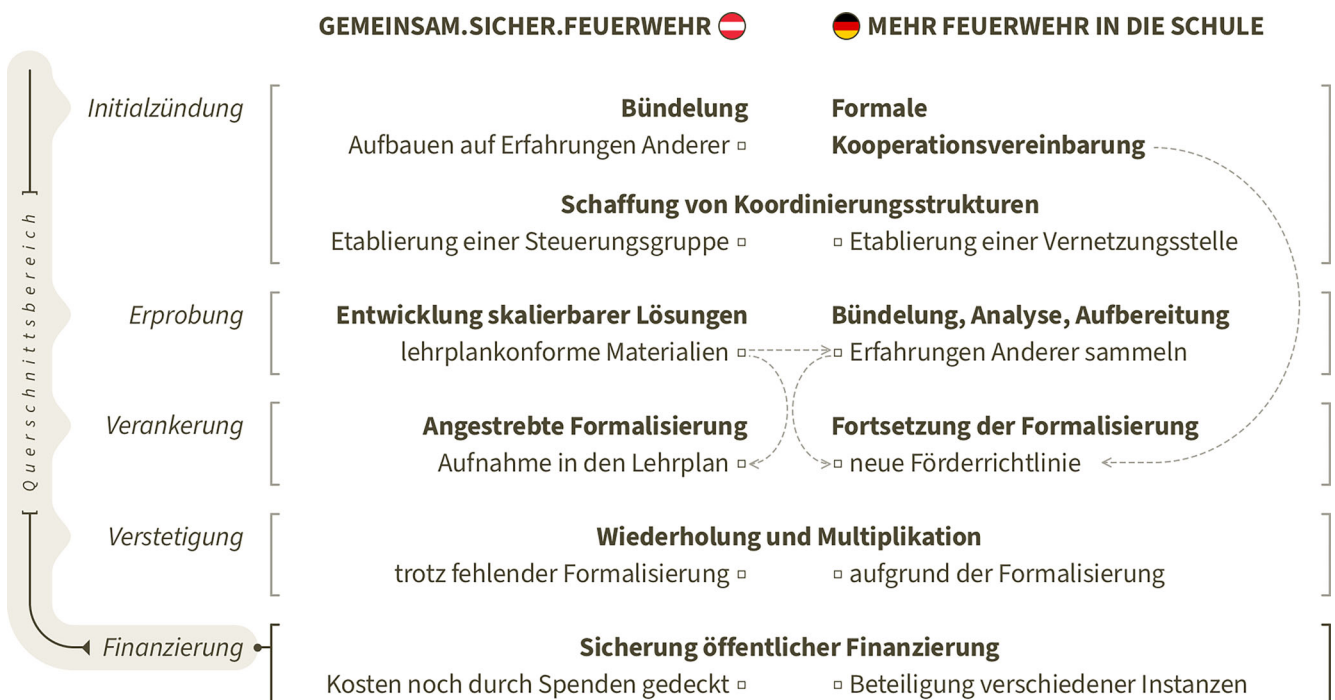 GEMEINSAM.SICHER.FEUERWEHR MEHR FEUERWEHR IN DIE SCHULE
Querschnittsbereich
Initialzündung
Bündelung
Aufbauen auf Erfahrungen Anderer
Formale
Kooperationsvereinbarung
Schaffung von Koordinierungsstrukturen
Etablierung einer Steuerungsgruppe
Etablierung einer Vernetzungsstelle
Erprobung
Entwicklung skalierbarer Lösungen
lehrplankonforme Materialien
Bündelung, Analyse, Aufbereitung
Erfahrungen Anderer sammeln
Verankerung
Angestrebte Formalisierung
Aufnahme in den Lehrplan
Fortsetzung der Formalisierung
neue Förderrichtlinie
Verstetigung
Wiederholung und Multiplikation
trotz fehlender Formalisierung
aufgrund der Formalisierung
Finanzierung
Sicherung öffentlicher Finanzierung
Kosten noch durch Spenden gedeckt
Beteiligung verschiedener Instanzen